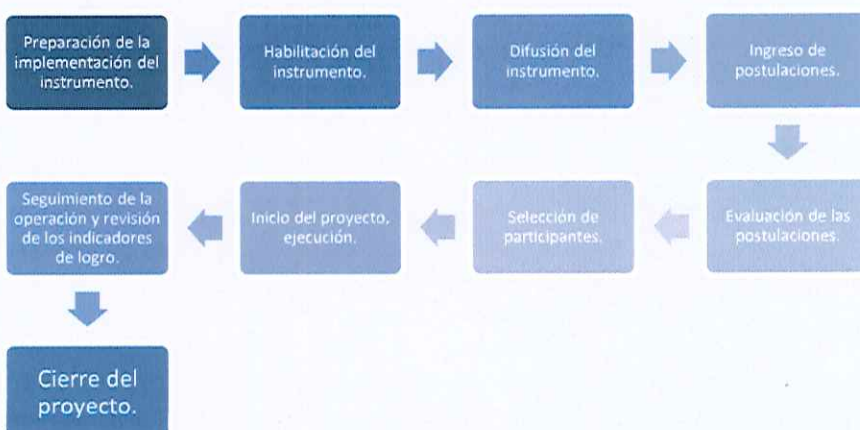 Preparación de la
implementación del
instrumento.
Habilitación del
instrumento.
Difusión del
instrumento.
Ingreso de
postulaciones.
Evaluación de las
postulaciones.
Selección de
participantes.
Inicio del proyecto,
ejecución.
Seguimiento de la
operación y revisión
de los indicadores
de logro.
Cierre del
proyecto.